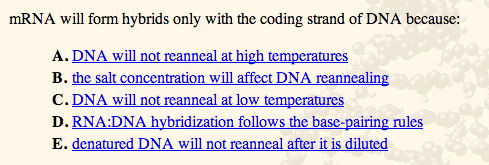 mRNA will form hybrids only with the coding strand of DNA because:
A. DNA will not reanneal at high temperatures
B. the salt concentration will affect DNA reannealing
C. DNA will not reanneal at low temperatures
D. RNA:DNA hybridization follows the base-pairing rules
E. denatured DNA will not reanneal after it is diluted